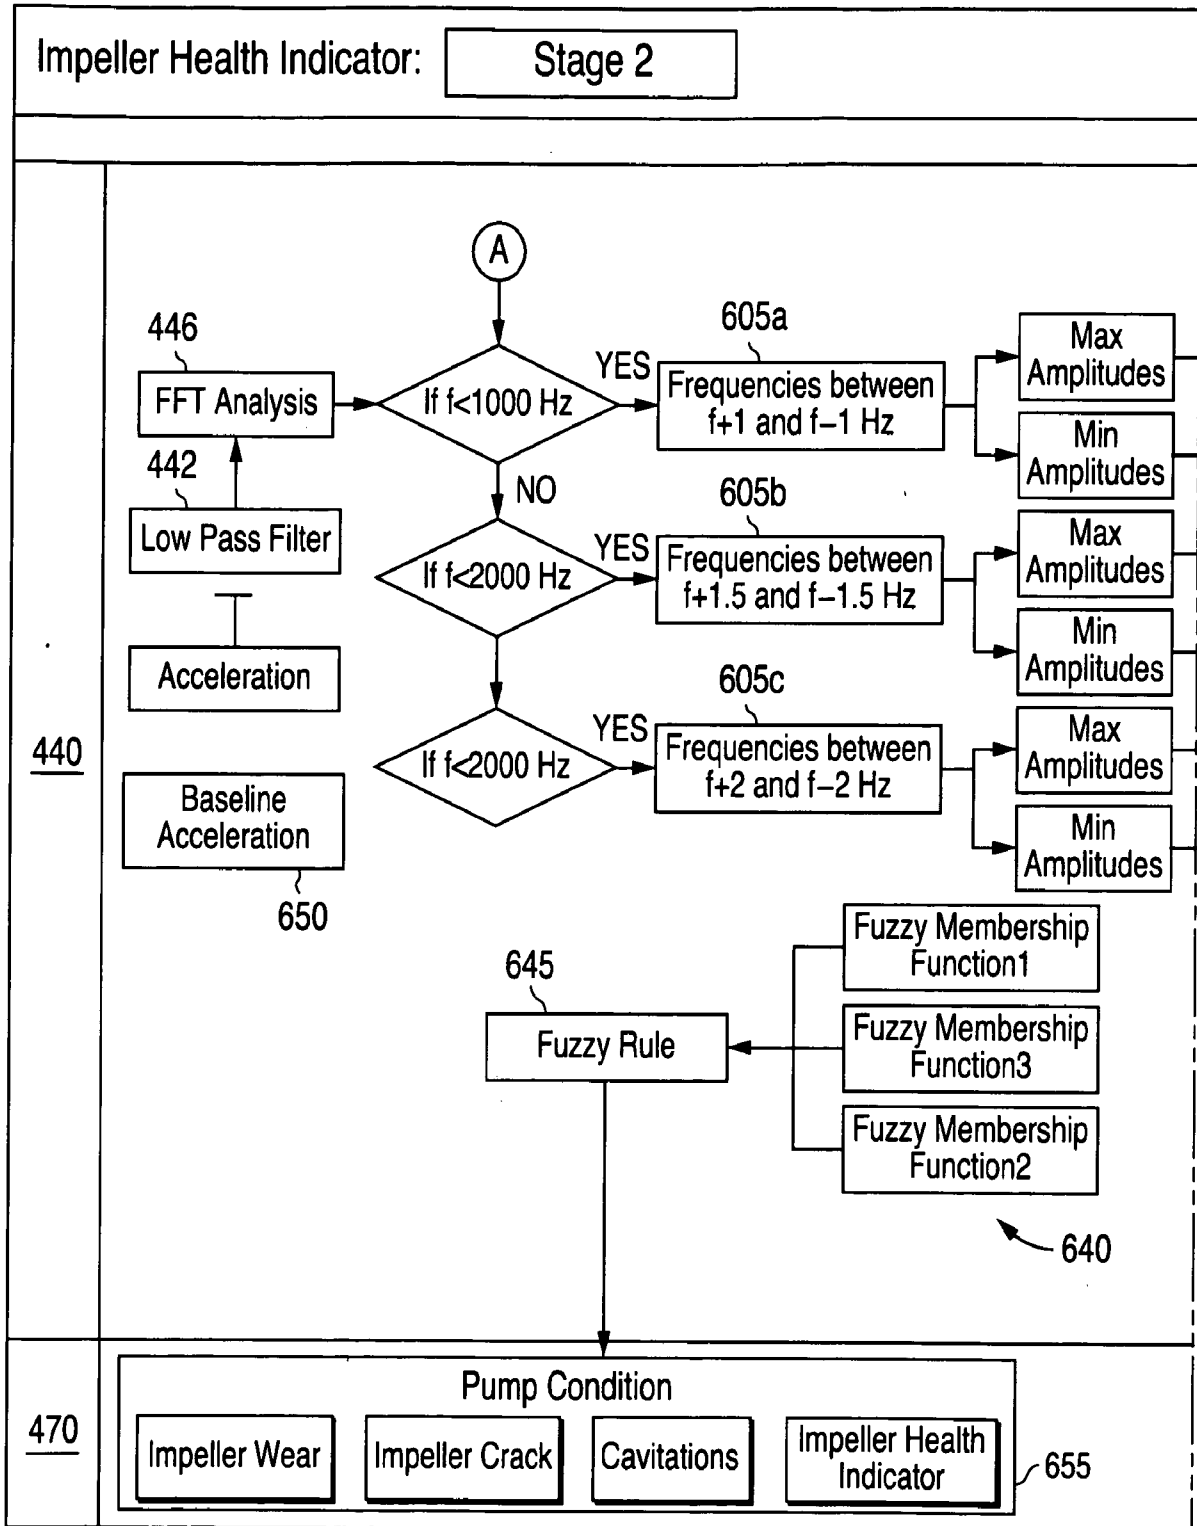 Impeller Health Indicator:
Stage 2
A
446
FFT Analysis
If f<1000 Hz
YES
605a
Frequencies between
f+1 and f−1 Hz
Max
Amplitudes
Min
Amplitudes
442
Low Pass Filter
NO
If f<2000 Hz
YES
605b
Frequencies between
f+1.5 and f−1.5 Hz
Max
Amplitudes
Min
Amplitudes
Acceleration
440
If f<2000 Hz
YES
605c
Frequencies between
f+2 and f−2 Hz
Max
Amplitudes
Min
Amplitudes
Baseline
Acceleration
650
645
Fuzzy Rule
Fuzzy Membership
Function1
Fuzzy Membership
Function3
Fuzzy Membership
Function2
640
470
Pump Condition
Impeller Wear
Impeller Crack
Cavitations
Impeller Health
Indicator
655